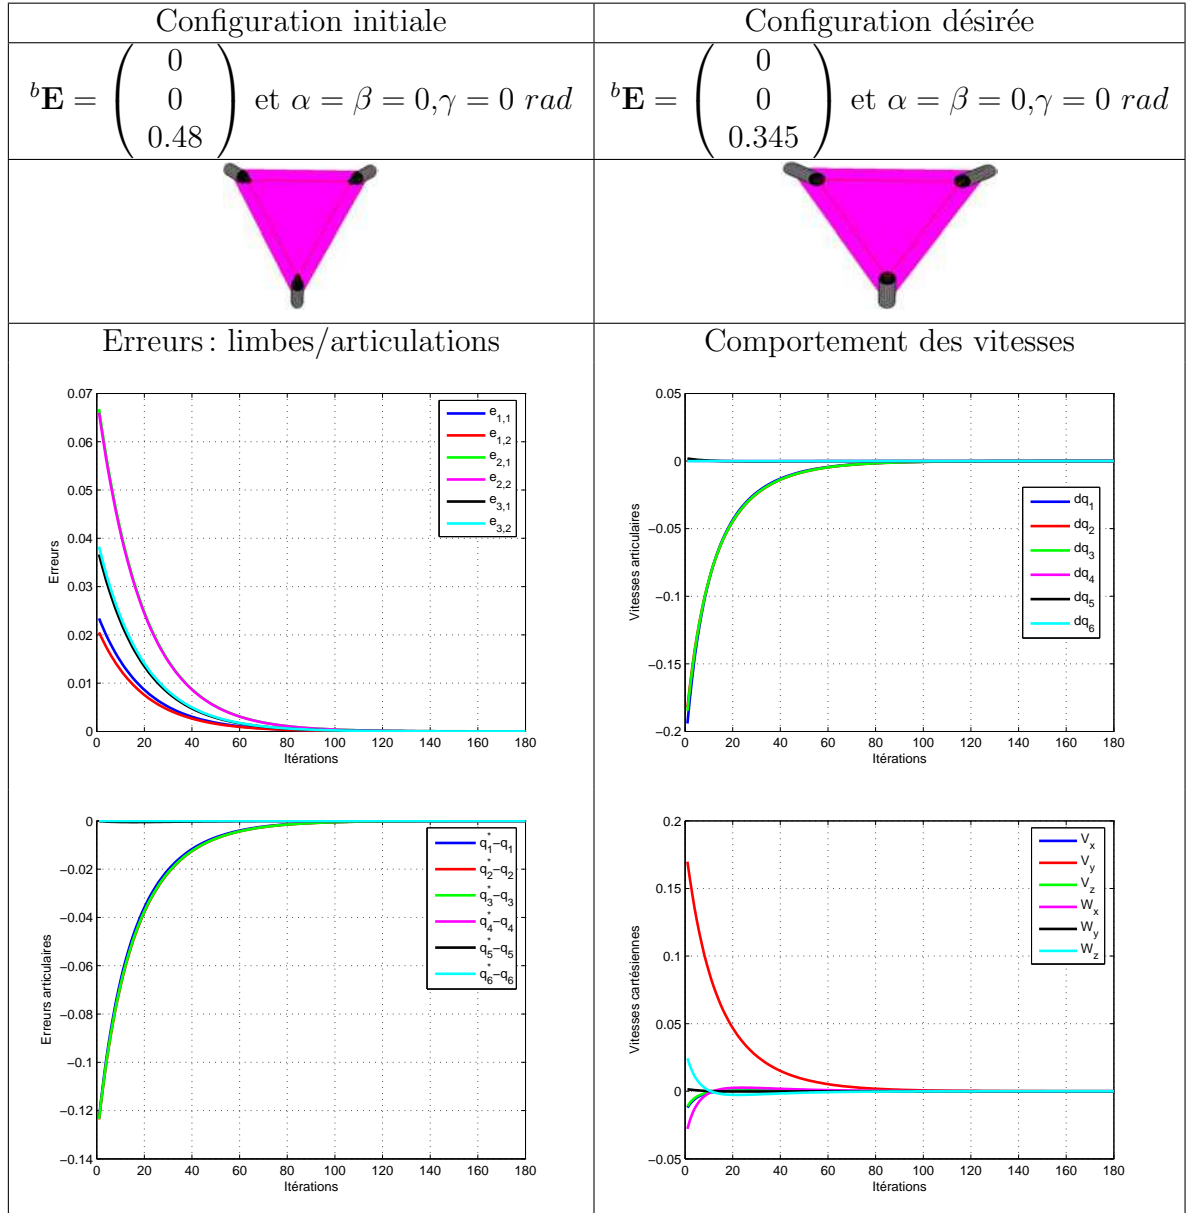 Configuration initiale
Configuration désirée
ᵇE = ( 0 0 0.48 ) et α = β = 0,γ = 0 rad
ᵇE = ( 0 0 0.345 ) et α = β = 0,γ = 0 rad
Erreurs : limbes/articulations
Comportement des vitesses
0.07
0.06
0.05
0.04
0.03
0.02
0.01
0
Erreurs
0 20 40 60 80 100 120 140 160 180
Itérations
e1,1
e1,2
e2,1
e2,2
e3,1
e3,2
0.05
0
−0.05
−0.1
−0.15
−0.2
Vitesses articulaires
0 20 40 60 80 100 120 140 160 180
Itérations
dq1
dq2
dq3
dq4
dq5
dq6
0
−0.02
−0.04
−0.06
−0.08
−0.1
−0.12
−0.14
Erreurs articulaires
0 20 40 60 80 100 120 140 160 180
Itérations
q1*−q1
q2*−q2
q3*−q3
q4*−q4
q5*−q5
q6*−q6
0.2
0.15
0.1
0.05
0
−0.05
Vitesses cartésiennes
0 20 40 60 80 100 120 140 160 180
Itérations
Vx
Vy
Vz
Wx
Wy
Wz